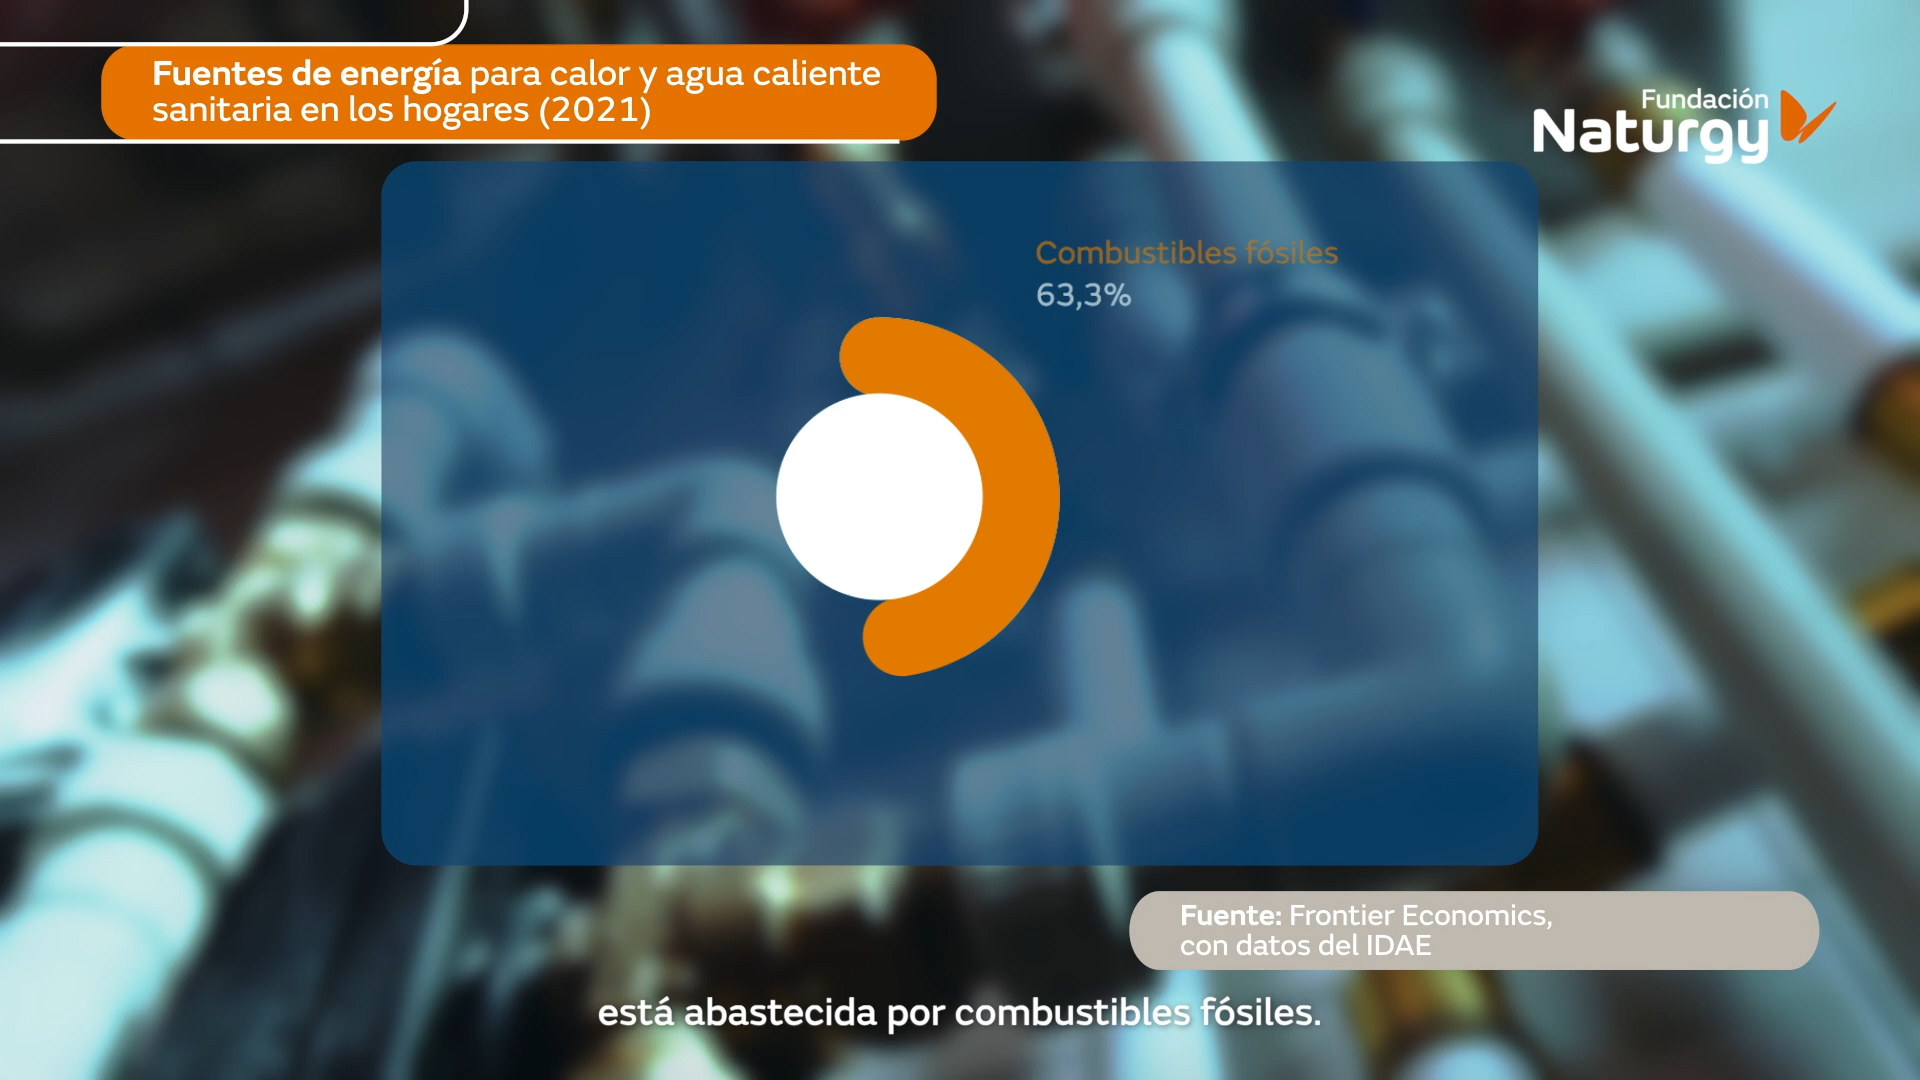 Fuentes de energía para calor y agua caliente
sanitaria en los hogares (2021)
Fundación
Naturgy
Combustibles fósiles
63,3%
Fuente: Frontier Economics,
con datos del IDAE
está abastecida por combustibles fósiles.